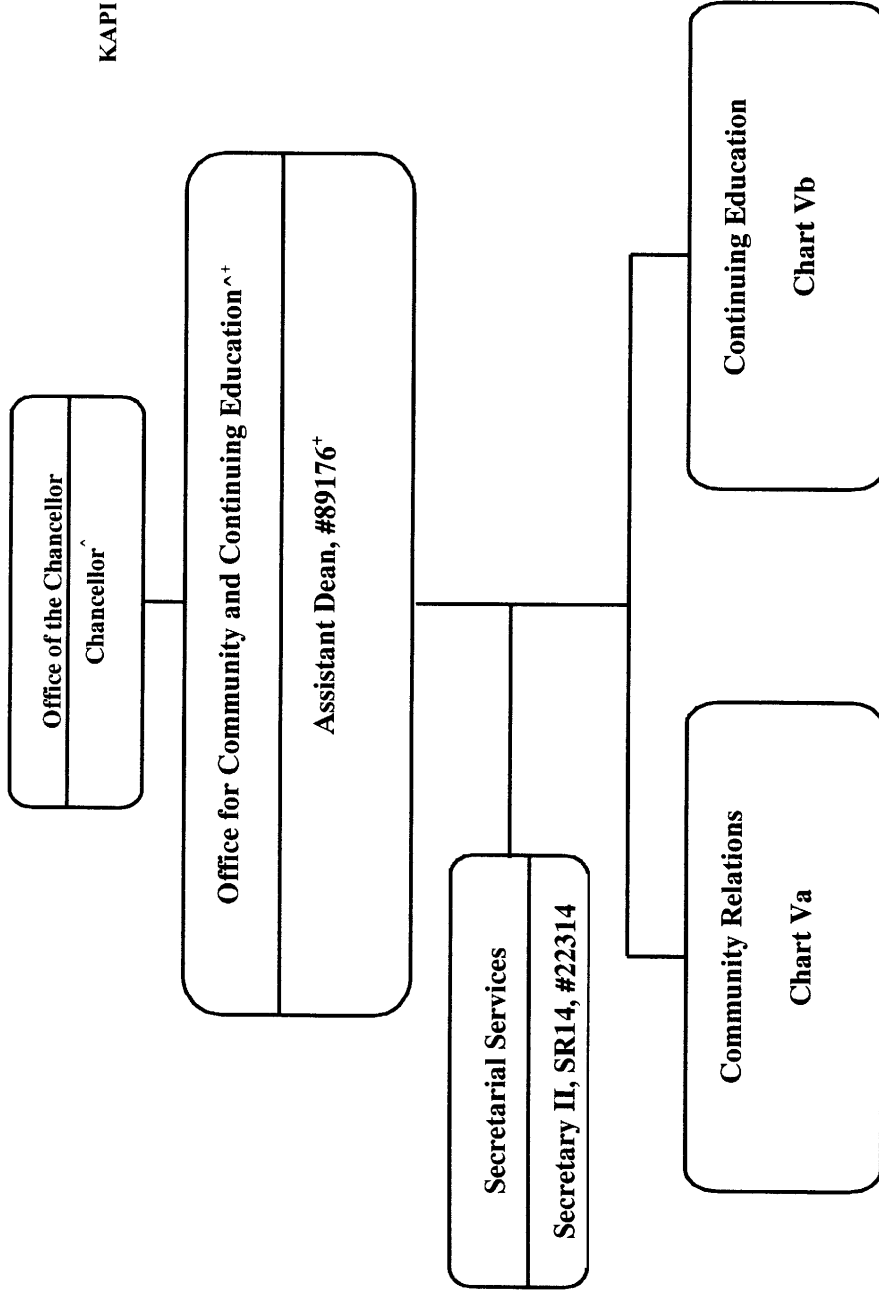 KAPI
Office of the Chancellor
Chancellor^
Office for Community and Continuing Education^+
Assistant Dean, #89176+
Secretarial Services
Secretary II, SR14, #22314
Community Relations
Chart Va
Continuing Education
Chart Vb